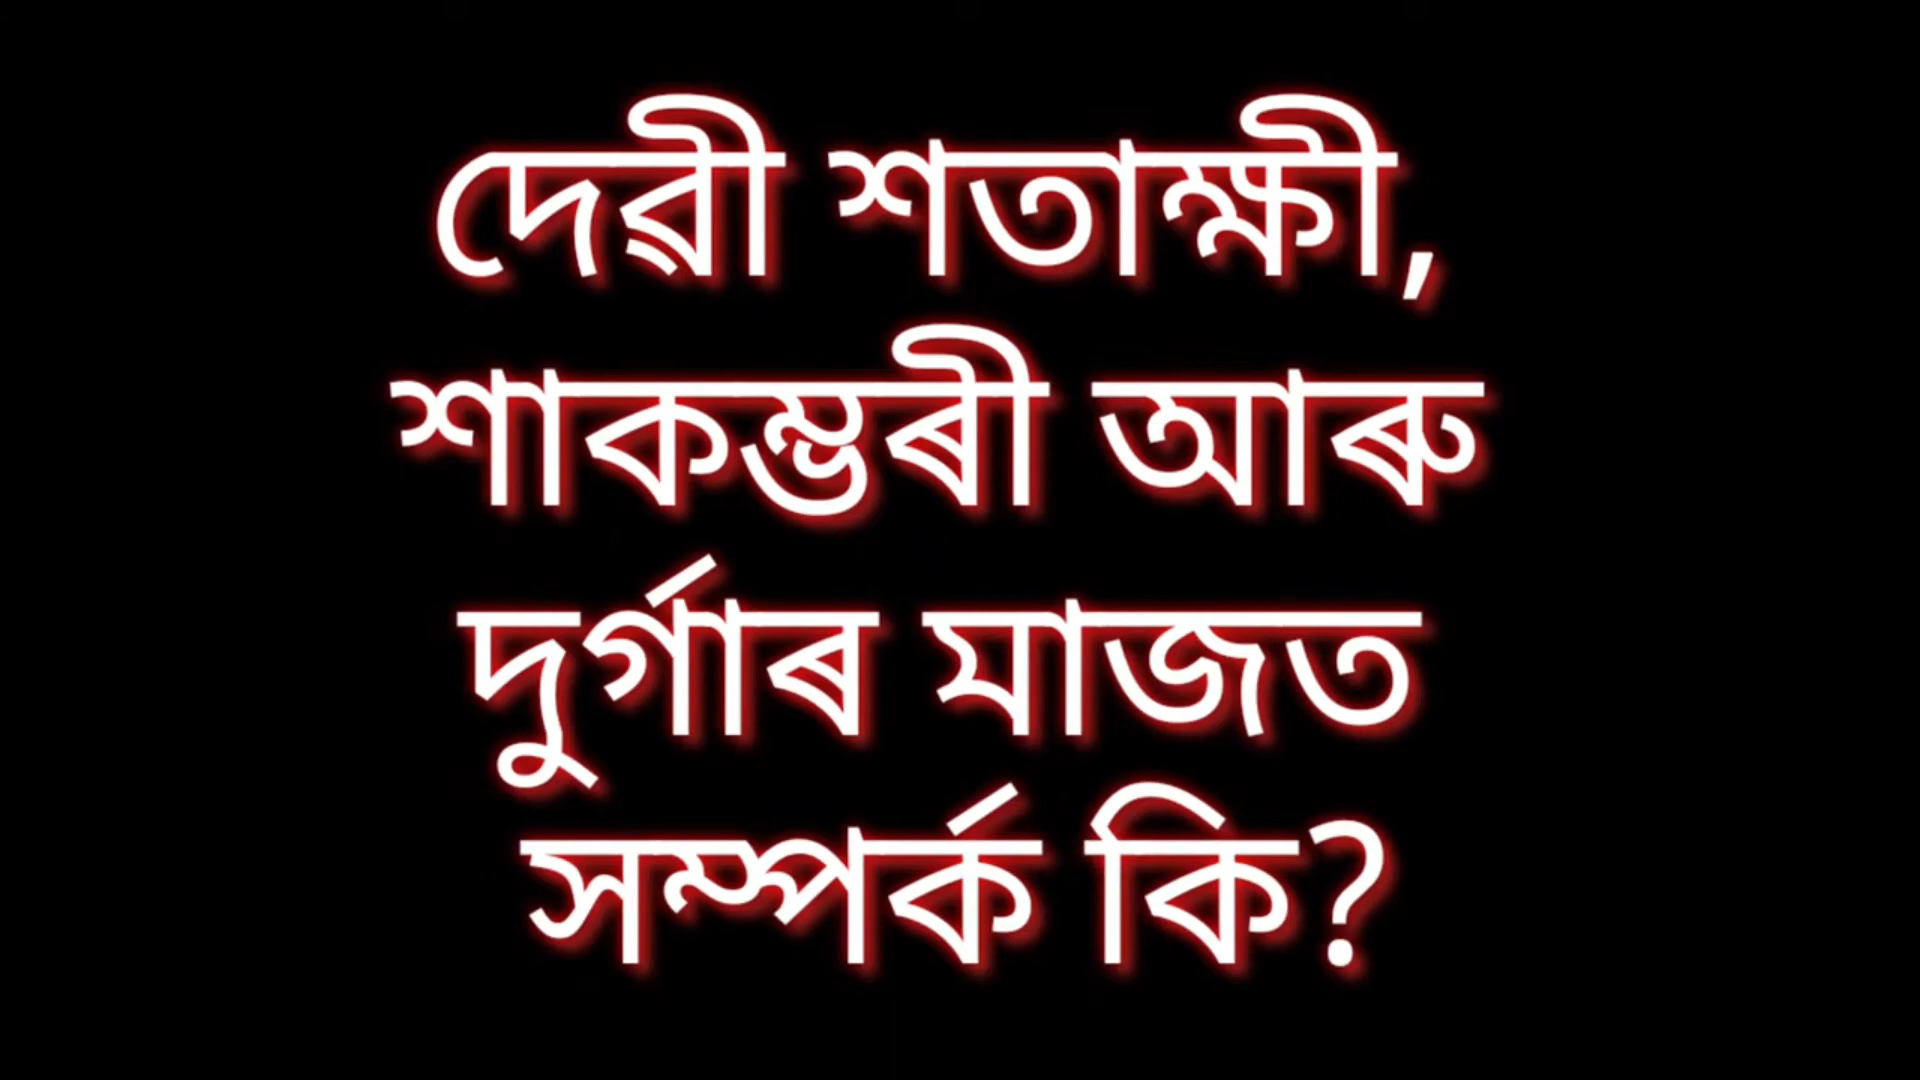 দেৱী শতাক্ষী,
শাকম্ভৰী আৰু
দুৰ্গাৰ মাজত
সম্পৰ্ক কি?